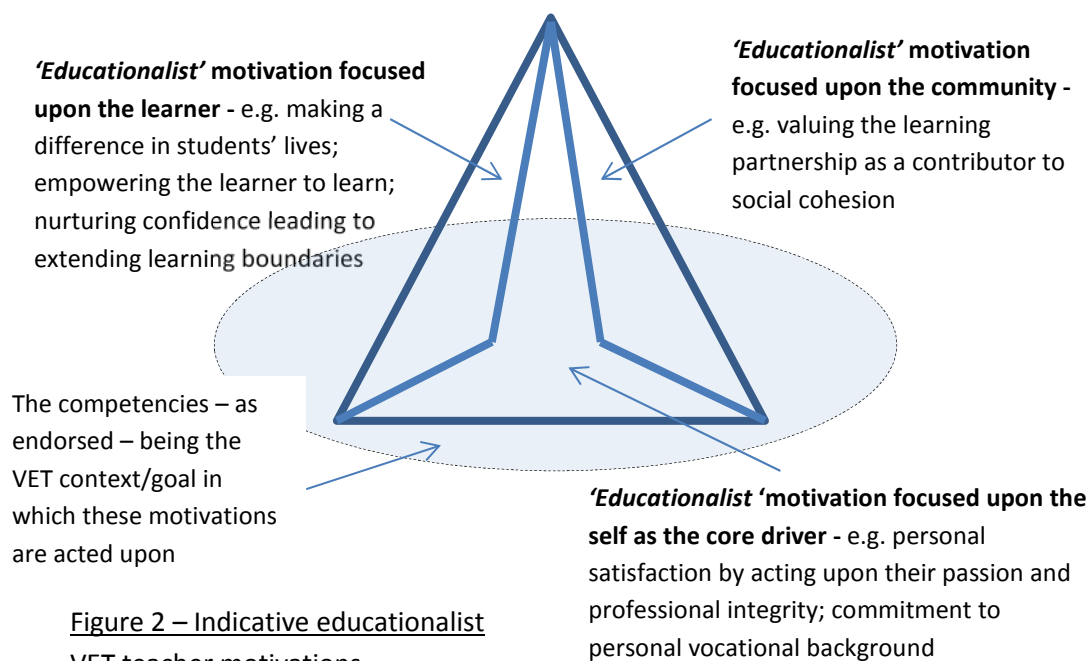 ‘Educationalist’ motivation focused
upon the learner - e.g. making a
difference in students’ lives;
empowering the learner to learn;
nurturing confidence leading to
extending learning boundaries
‘Educationalist’ motivation
focused upon the community -
e.g. valuing the learning
partnership as a contributor to
social cohesion
The competencies – as
endorsed – being the
VET context/goal in
which these motivations
are acted upon
‘Educationalist ‘motivation focused upon the
self as the core driver - e.g. personal
satisfaction by acting upon their passion and
professional integrity; commitment to
personal vocational background
Figure 2 – Indicative educationalist
VET teacher motivations